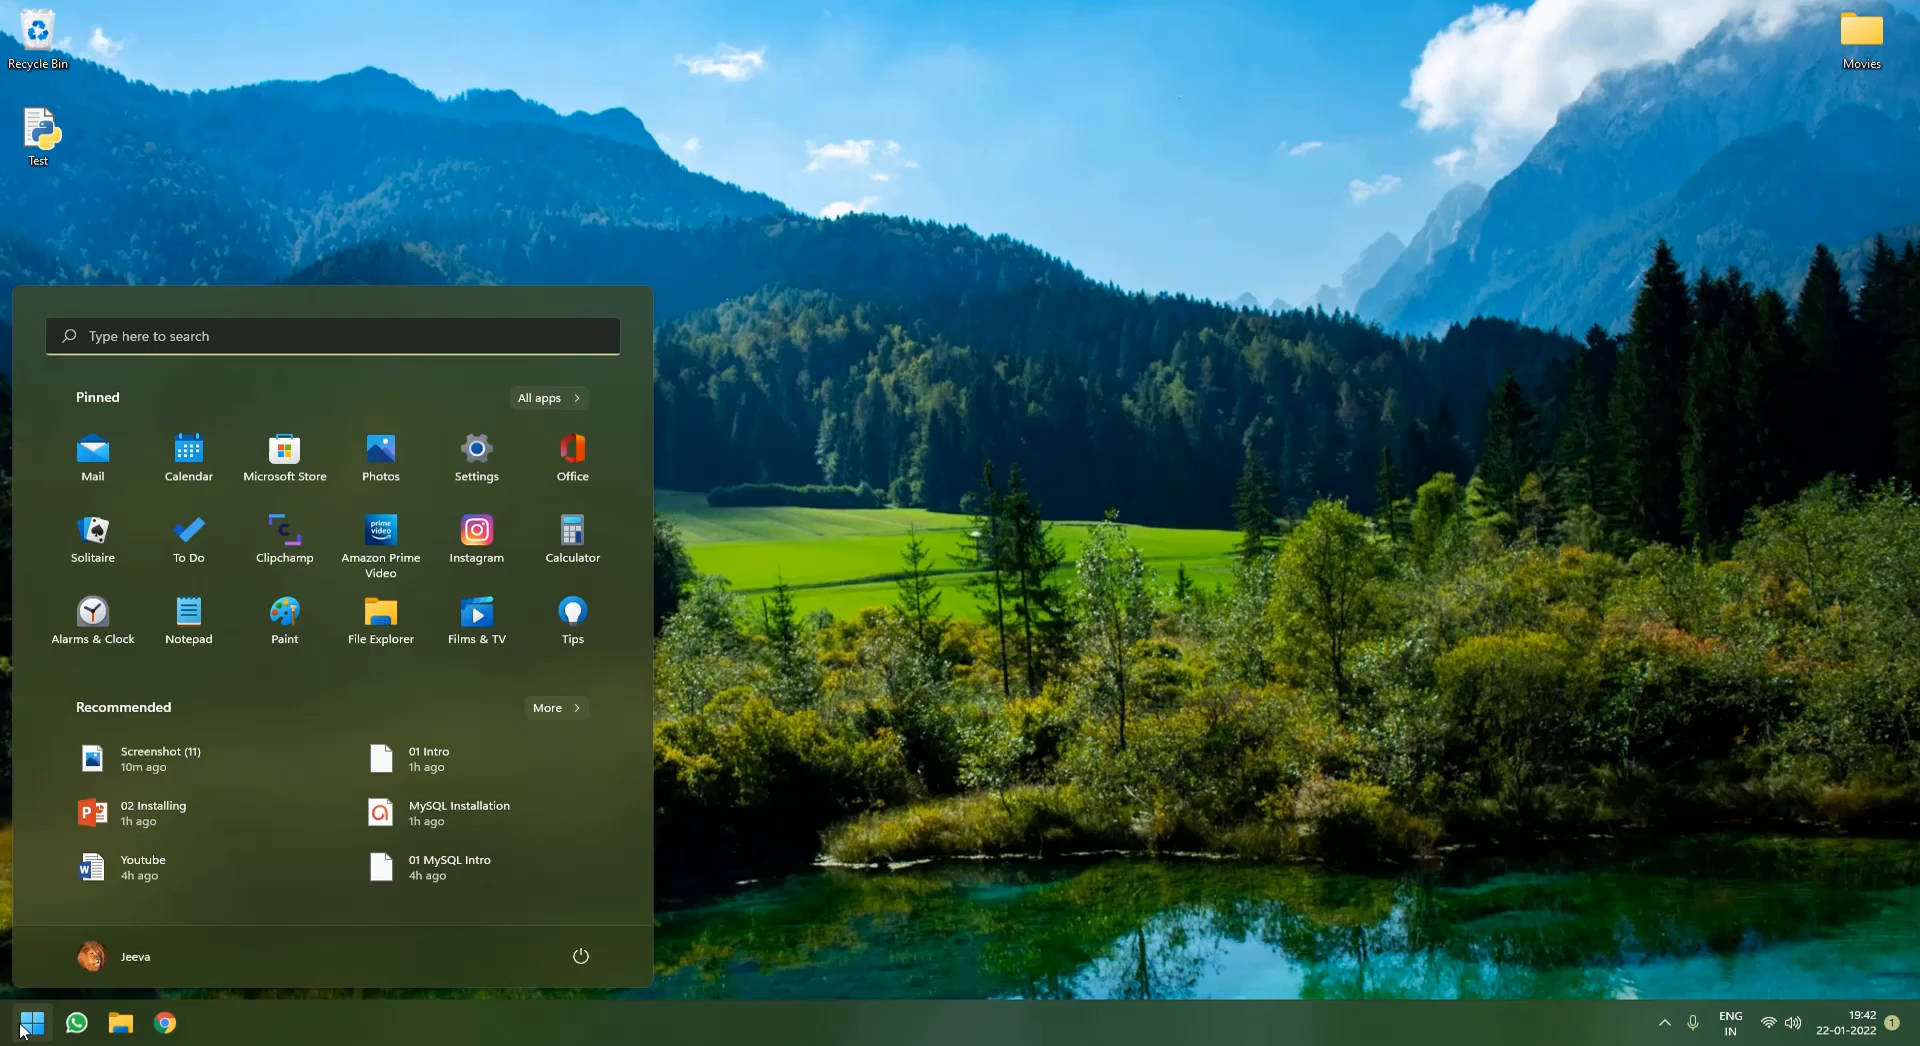 Recycle Bin
Movies
Test
Type here to search
Pinned
All apps
Mail
Calendar
Microsoft Store
Photos
Settings
Office
prime
video
Solitaire
To Do
Clipchamp
Amazon Prime
Video
Instagram
Calculator
Alarms & Clock
Notepad
Paint
File Explorer
Films & TV
Tips
Recommended
More
Screenshot (11)
10m ago
01 Intro
1h ago
02 Installing
1h ago
MySQL Installation
1h ago
Youtube
4h ago
01 MySQL Intro
4h ago
Jeeva
ENG
IN
19:42
22-01-2022
1